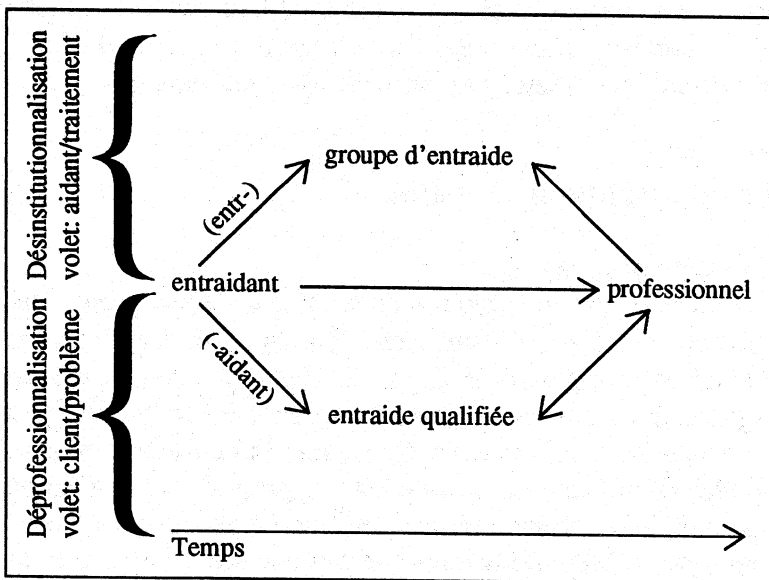 Désinstitutionnalisation
volet: aidant/traitement
Déprofessionnalisation
volet: client/problème
groupe d'entraide
(entr-)
entraidant
professionnel
(-aidant)
entraide qualifiée
Temps